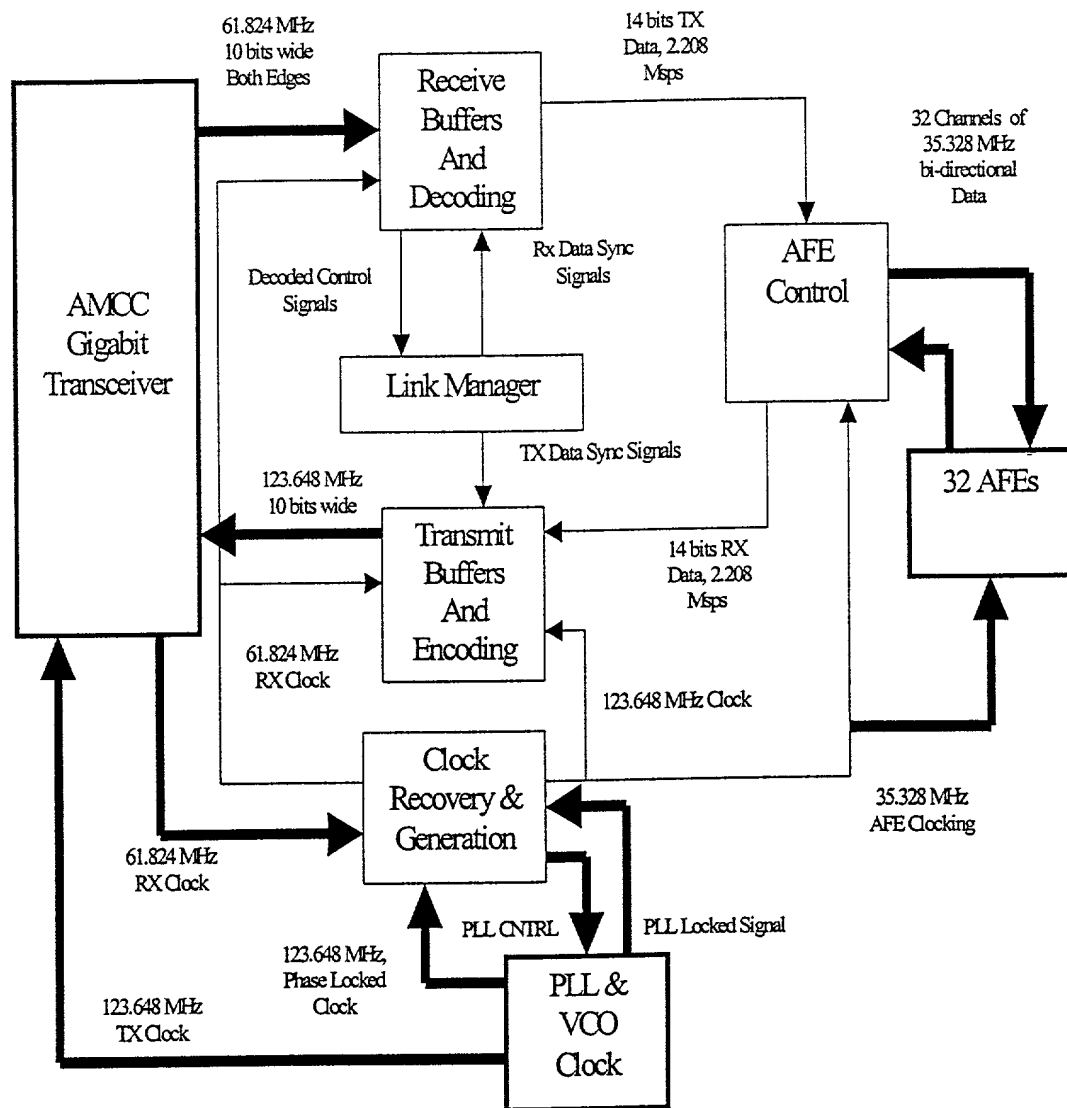 61.824 MHz
10 bits wide
Both Edges
14 bits TX
Data, 2.208
Msps
Receive
Buffers
And
Decoding
32 Channels of
35.328 MHz
bi-directional
Data
AFE
Control
Rx Data Sync
Signals
Decoded Control
Signals
AMCC
Gigabit
Transceiver
Link Manager
TX Data Sync Signals
123.648 MHz
10 bits wide
32 AFEs
Transmit
Buffers
And
Encoding
14 bits RX
Data, 2.208
Msps
61.824 MHz
RX Clock
123.648 MHz Clock
Clock
Recovery &
Generation
35.328 MHz
AFE Clocking
61.824 MHz
RX Clock
PLL CNTRL
PLL Locked Signal
123.648 MHz,
Phase Locked
Clock
123.648 MHz
TX Clock
PLL &
VCO
Clock